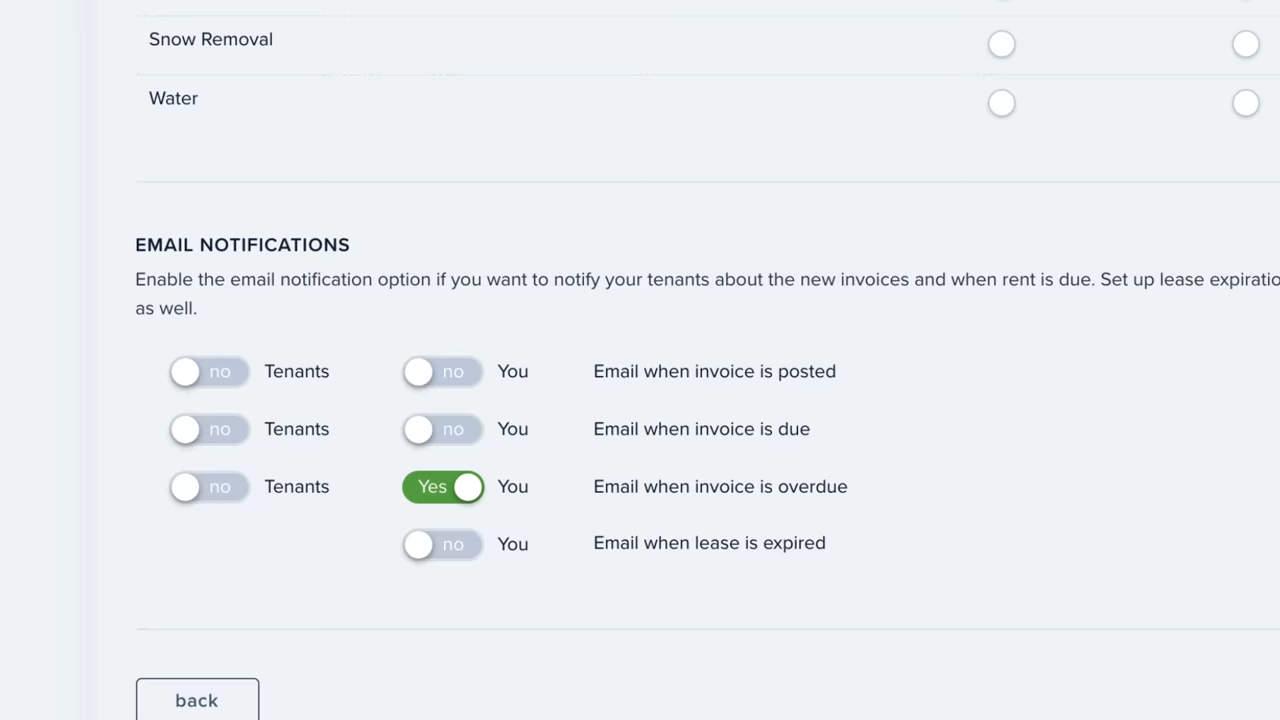 Snow Removal
Water
EMAIL NOTIFICATIONS
Enable the email notification option if you want to notify your tenants about the new invoices and when rent is due. Set up lease
as well.
no Tenants no You Email when invoice is posted
no Tenants no You Email when invoice is due
no Tenants Yes You Email when invoice is overdue
no You Email when lease is expired
back